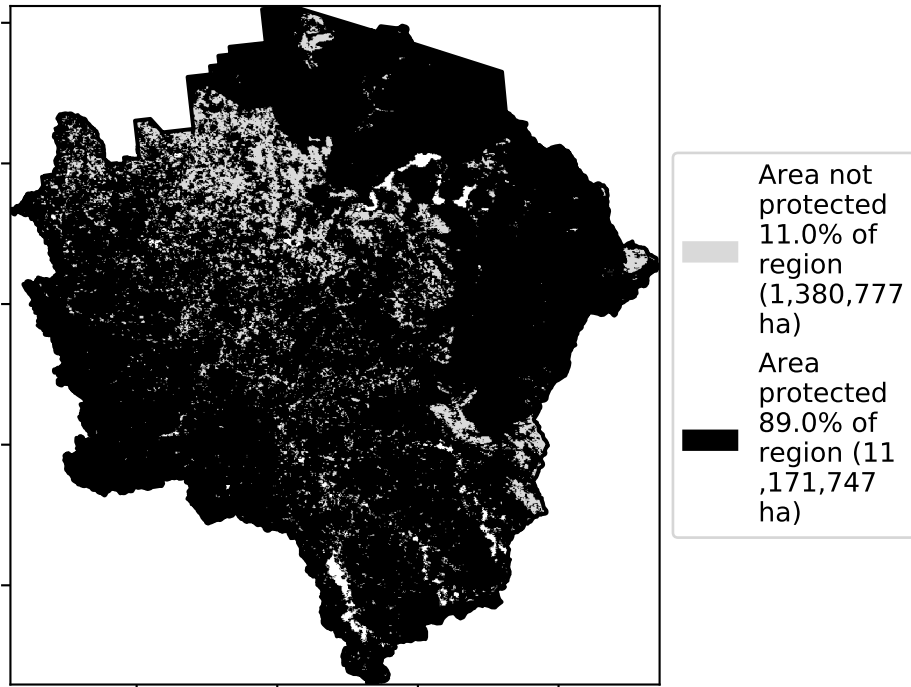 Area not
protected
11.0% of
region
(1,380,777
ha)
Area
protected
89.0% of
region (11
,171,747
ha)